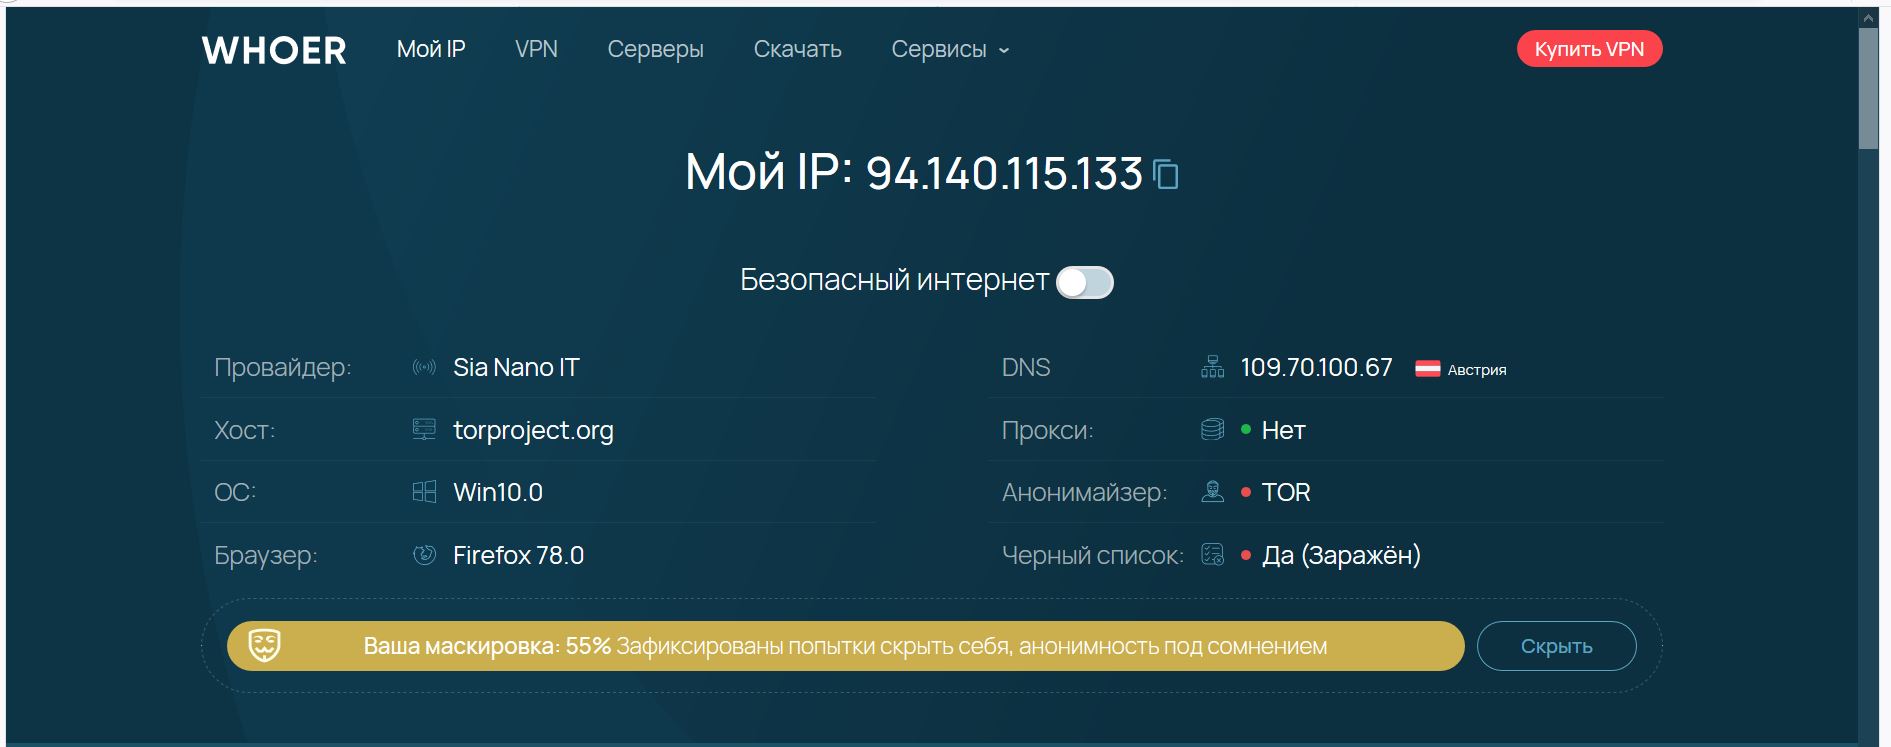 WHOER Мой IP VPN Серверы Скачать Сервисы Купить VPN
Мой IP: 94.140.115.133
Безопасный интернет
Провайдер: Sia Nano IT
Хост: torproject.org
ОС: Win10.0
Браузер: Firefox 78.0
DNS 109.70.100.67 Австрия
Прокси: Нет
Анонимайзер: TOR
Черный список: Да (Заражён)
Ваша маскировка: 55% Зафиксированы попытки скрыть себя, анонимность под сомнением
Скрыть